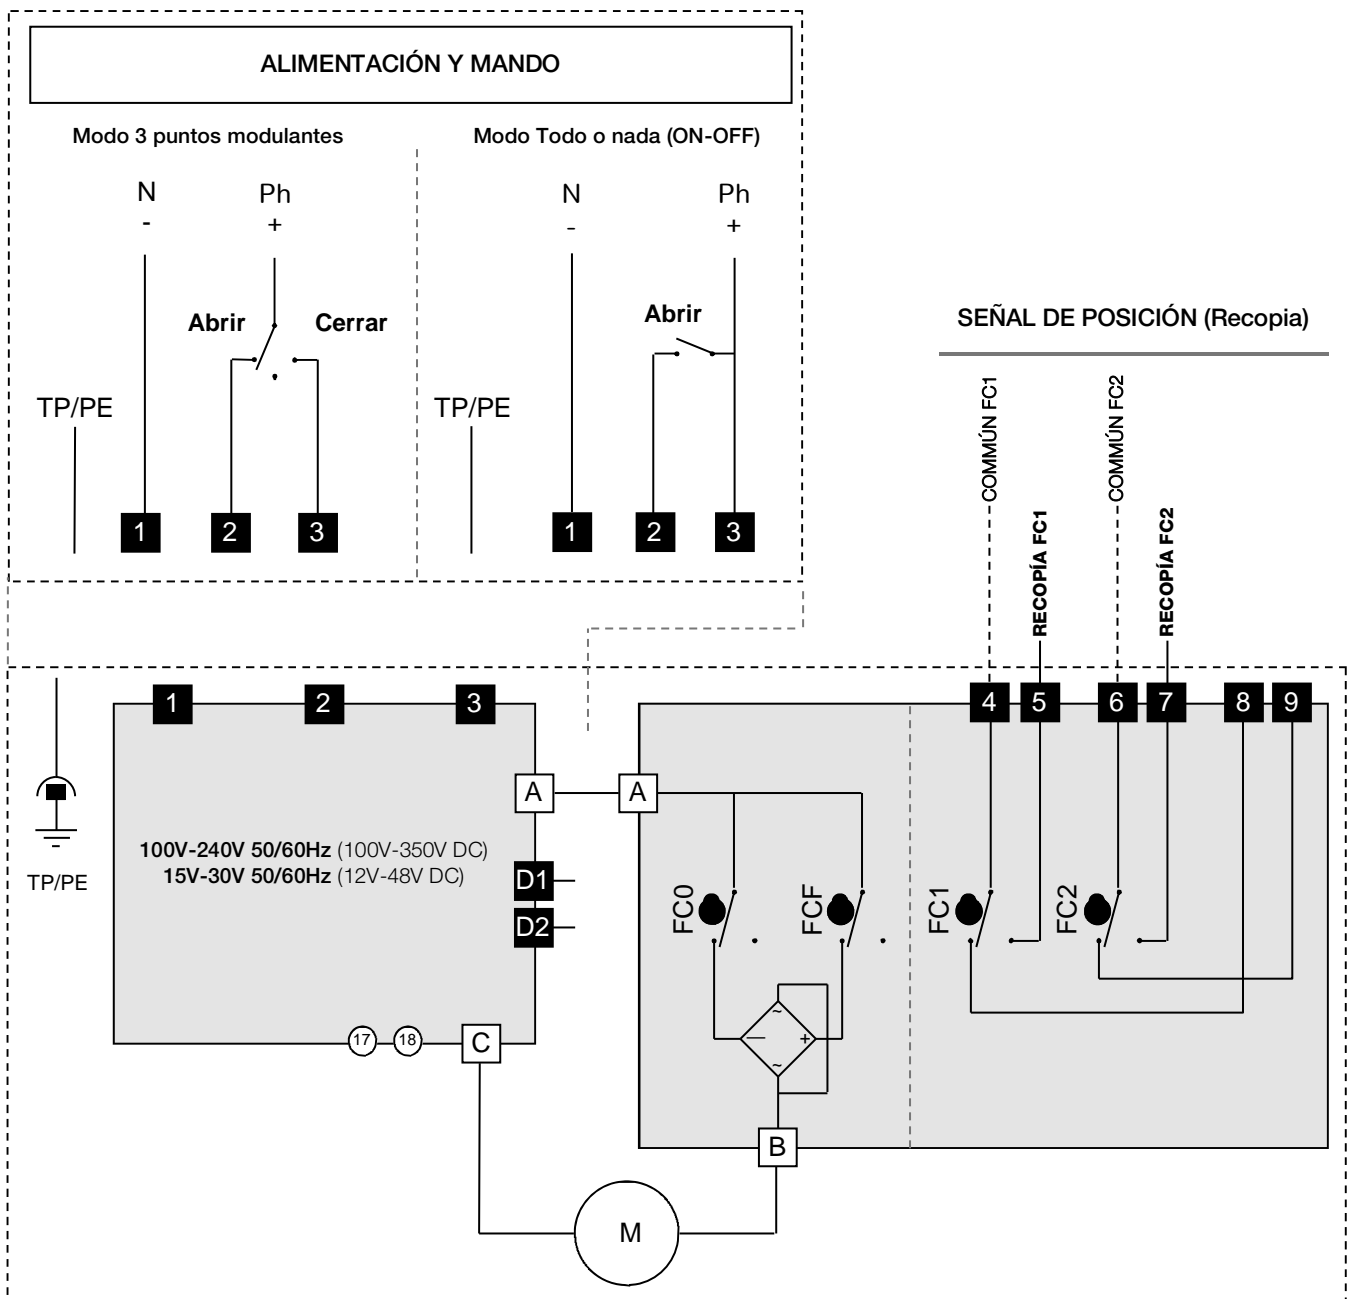 ALIMENTACIÓN Y MANDO
Modo 3 puntos modulantes
Modo Todo o nada (ON-OFF)
N
-
Ph
+
N
-
Ph
+
Abrir
Cerrar
Abrir
TP/PE
TP/PE
1
2
3
1
2
3
SEÑAL DE POSICIÓN (Recopia)
COMMÚN FC1
RECOPÍA FC1
COMMÚN FC2
RECOPÍA FC2
1
2
3
4
5
6
7
8
9
A
A
TP/PE
100V-240V 50/60Hz (100V-350V DC)
15V-30V 50/60Hz (12V-48V DC)
D1
D2
FC0
FCF
FC1
FC2
~
—
+
~
17
18
C
B
M